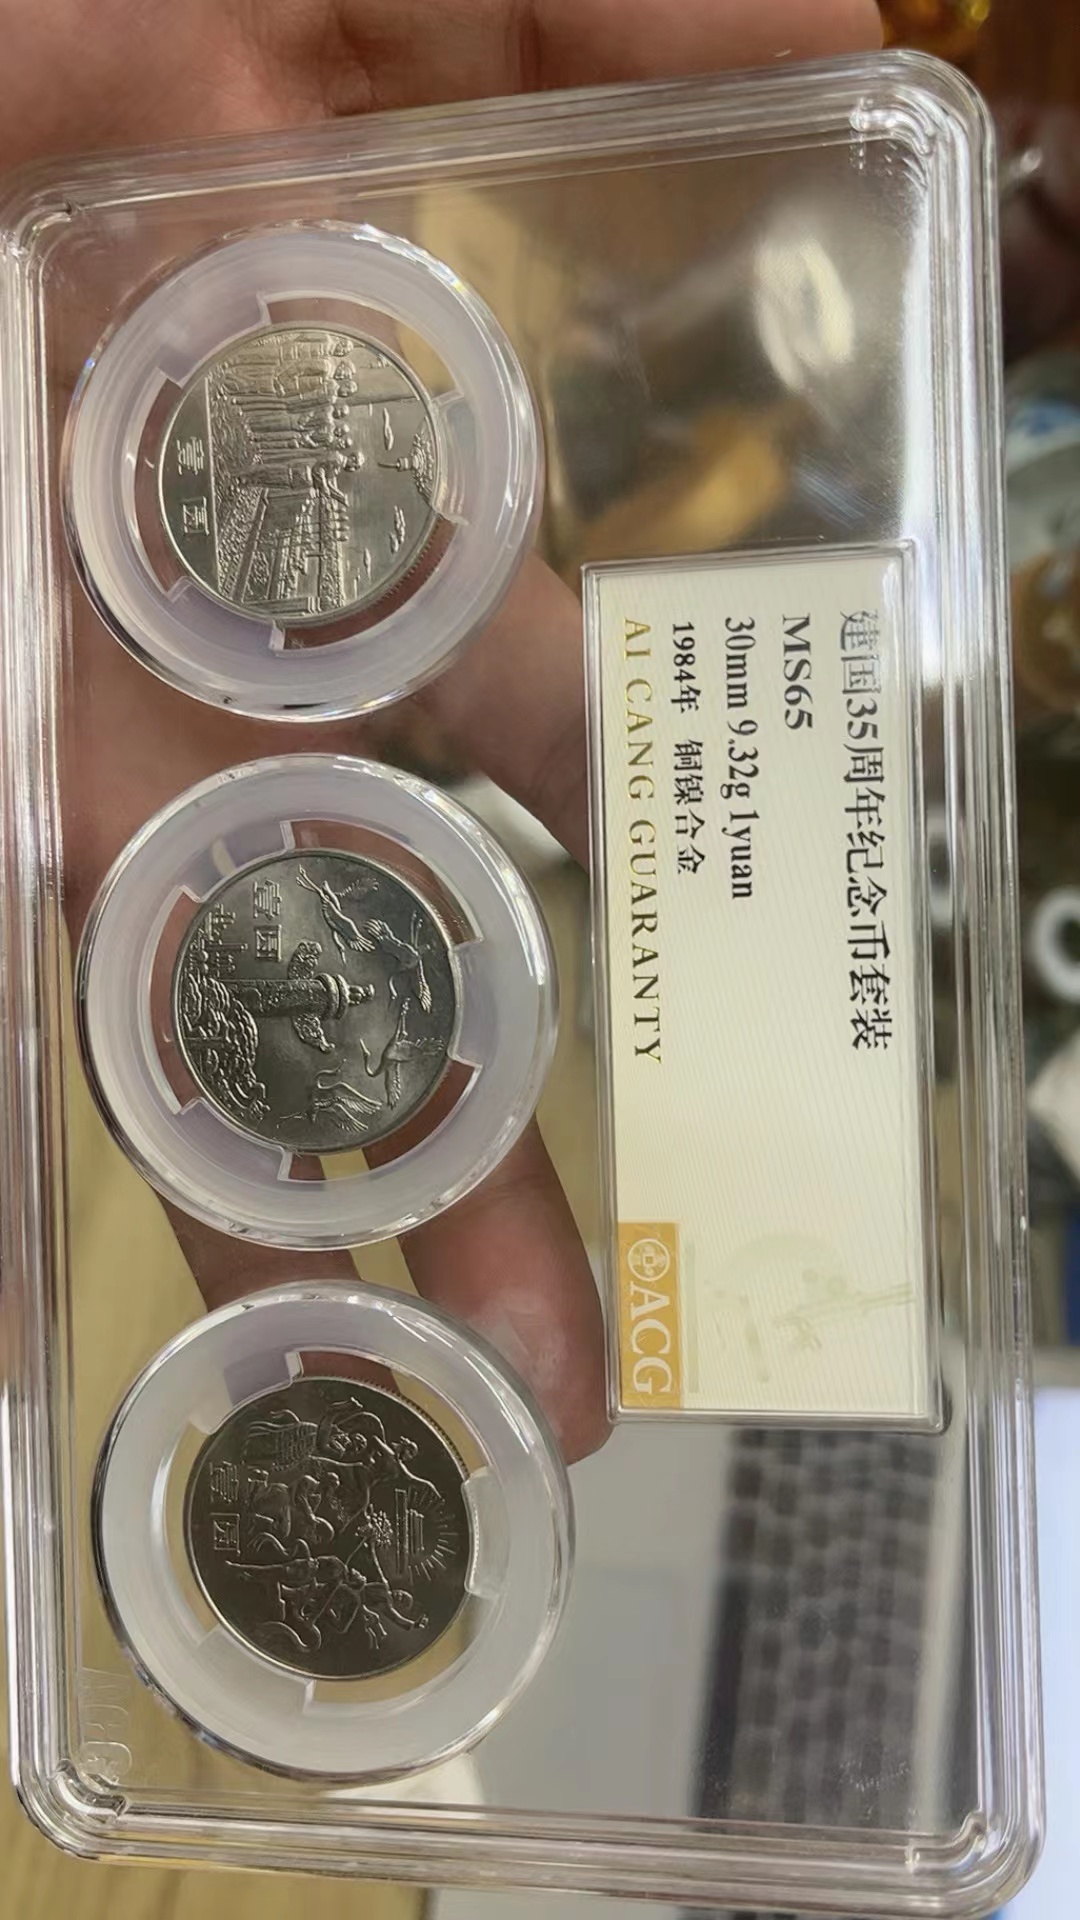 建国35周年纪念币套装
MS65
30mm 9.32g 1yuan
1984年 铜镍合金
AI CANG GUARANTY
ACG
壹圆
壹圆
壹圆
ACG